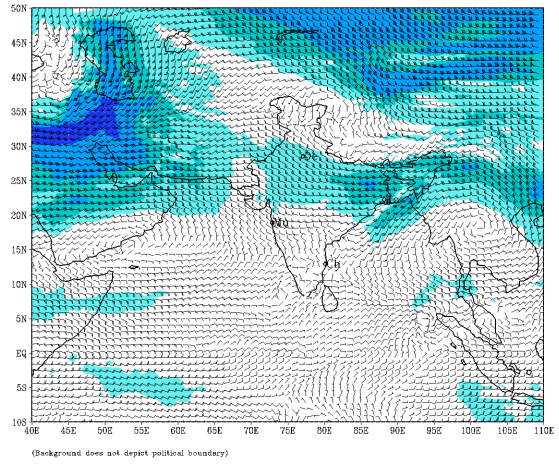 50N
45N
40N
35N
30N
25N
20N
15N
10N
5N
EQ
5S
10S
40E 45E 50E 55E 60E 65E 70E 75E 80E 85E 90E 95E 100E 105E 110E
(Background does not depict political boundary)